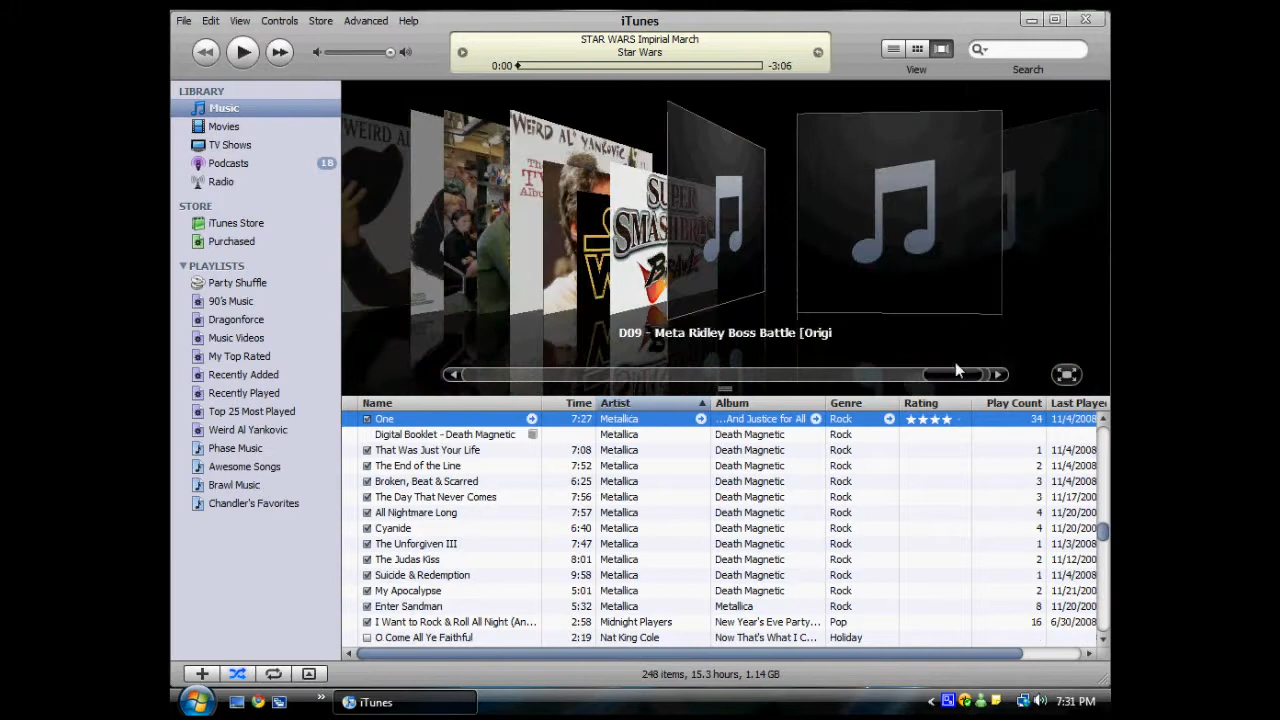 File Edit View Controls Store Advanced Help
iTunes
STAR WARS Impirial March
Star Wars
0:00 -3:06
View
Search
LIBRARY
Music
Movies
TV Shows
Podcasts 18
Radio
STORE
iTunes Store
Purchased
PLAYLISTS
Party Shuffle
90's Music
Dragonforce
Music Videos
My Top Rated
Recently Added
Recently Played
Top 25 Most Played
Weird Al Yankovic
Phase Music
Awesome Songs
Brawl Music
Chandler's Favorites
WEIRD AL
WEIRD AL YANKOVIC
SUPER
SMASH BROS
BRAWL
D09 - Meta Ridley Boss Battle [Origi
Name Time Artist Album Genre Rating Play Count Last Player
One 7:27 Metallica ...And Justice for All Rock 34 11/4/2008
Digital Booklet - Death Magnetic Metallica Death Magnetic Rock
That Was Just Your Life 7:08 Metallica Death Magnetic Rock 1 11/4/2008
The End of the Line 7:52 Metallica Death Magnetic Rock 2 11/4/2008
Broken, Beat & Scarred 6:25 Metallica Death Magnetic Rock 3 11/4/2008
The Day That Never Comes 7:56 Metallica Death Magnetic Rock 3 11/17/200
All Nightmare Long 7:57 Metallica Death Magnetic Rock 4 11/20/200
Cyanide 6:40 Metallica Death Magnetic Rock 4 11/20/200
The Unforgiven III 7:47 Metallica Death Magnetic Rock 1 11/3/2008
The Judas Kiss 8:01 Metallica Death Magnetic Rock 2 11/12/200
Suicide & Redemption 9:58 Metallica Death Magnetic Rock 1 11/4/2008
My Apocalypse 5:01 Metallica Death Magnetic Rock 2 11/21/200
Enter Sandman 5:32 Metallica Metallica Rock 8 11/20/200
I Want to Rock & Roll All Night (An... 2:58 Midnight Players New Year's Eve Party... Pop 16 6/30/2008
O Come All Ye Faithful 2:19 Nat King Cole Now That's What I C... Holiday
248 items, 15.3 hours, 1.14 GB
iTunes
7:31 PM